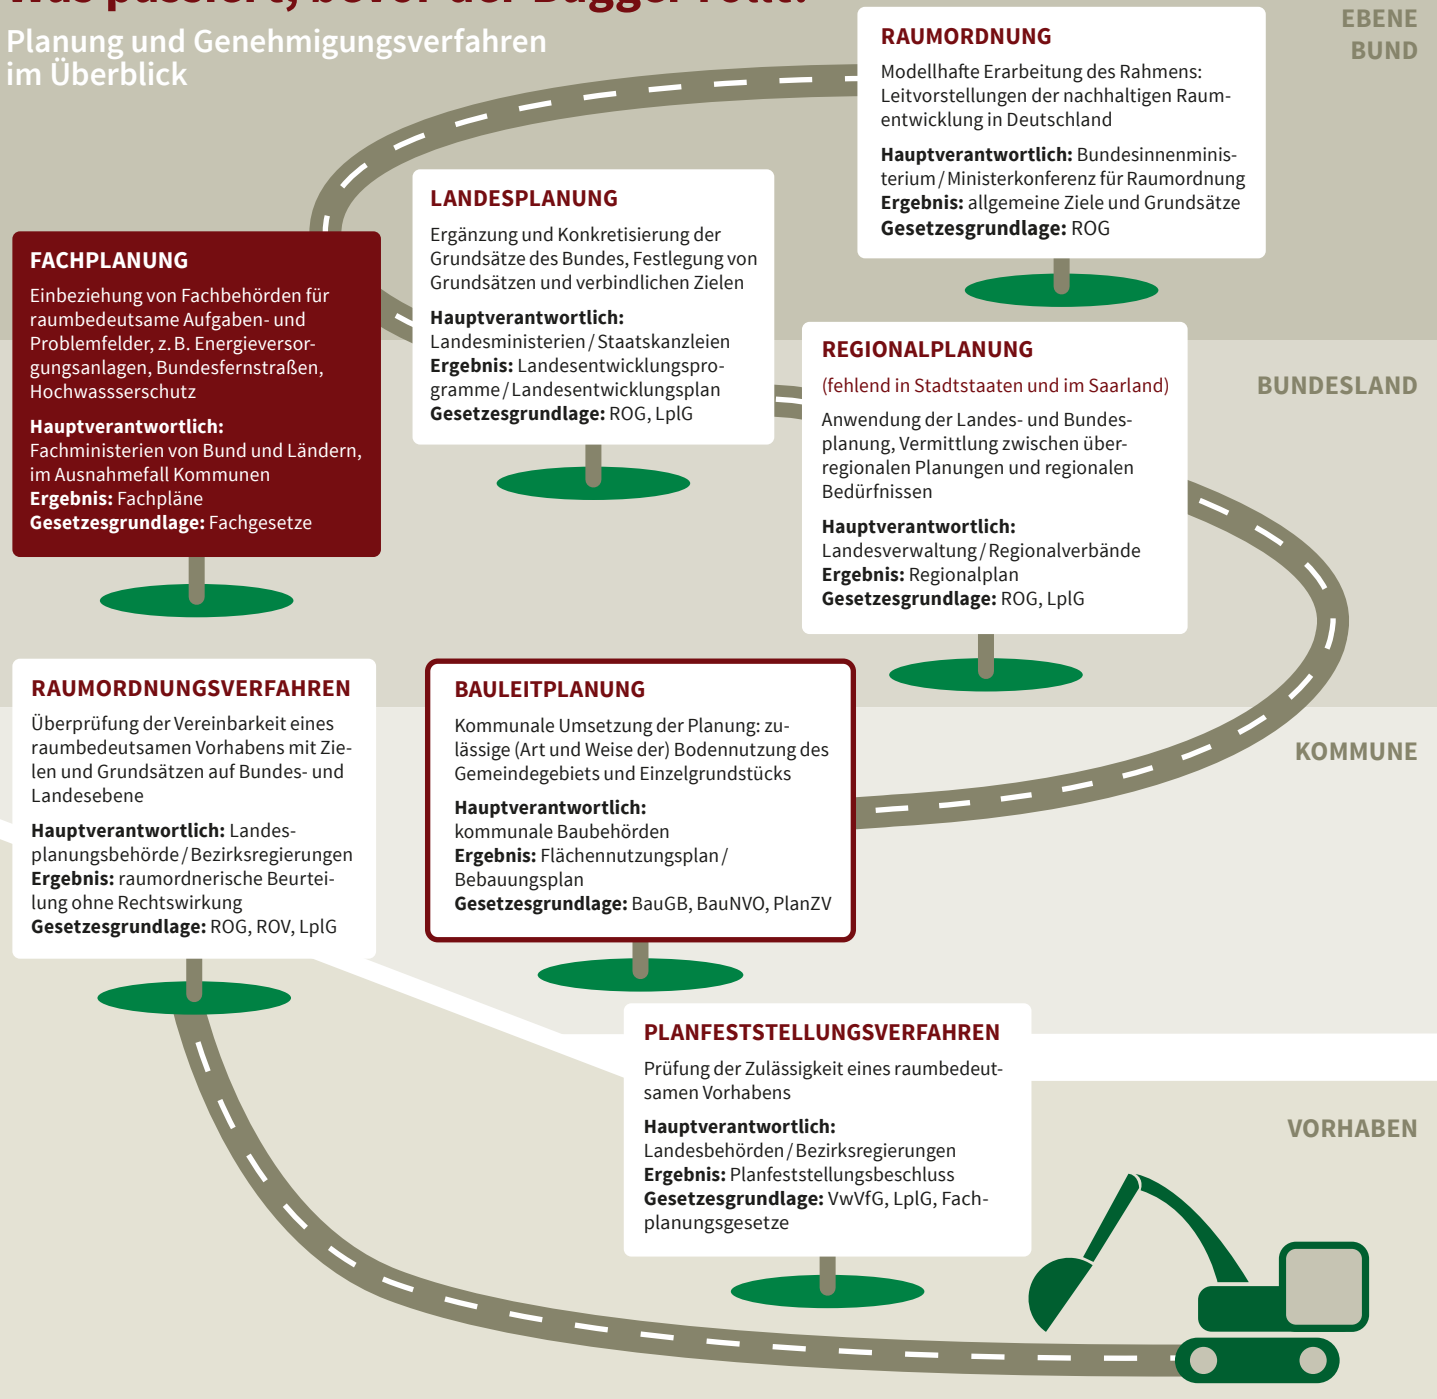 Was passiert, bevor der Bagger rollt?
Planung und Genehmigungsverfahren
im Überblick
EBENE
BUND
RAUMORDNUNG
Modellhafte Erarbeitung des Rahmens:
Leitvorstellungen der nachhaltigen Raum-
entwicklung in Deutschland
Hauptverantwortlich: Bundesinnenminis-
terium/Ministerkonferenz für Raumordnung
Ergebnis: allgemeine Ziele und Grundsätze
Gesetzesgrundlage: ROG
LANDESPLANUNG
Ergänzung und Konkretisierung der
Grundsätze des Bundes, Festlegung von
Grundsätzen und verbindlichen Zielen
Hauptverantwortlich:
Landesministerien/Staatskanzleien
Ergebnis: Landesentwicklungspro-
gramme/Landesentwicklungsplan
Gesetzesgrundlage: ROG, LplG
FACHPLANUNG
Einbeziehung von Fachbehörden für
raumbedeutsame Aufgaben- und
Problemfelder, z. B. Energieversor-
gungsanlagen, Bundesfernstraßen,
Hochwassserschutz
Hauptverantwortlich:
Fachministerien von Bund und Ländern,
im Ausnahmefall Kommunen
Ergebnis: Fachpläne
Gesetzesgrundlage: Fachgesetze
BUNDESLAND
REGIONALPLANUNG
(fehlend in Stadtstaaten und im Saarland)
Anwendung der Landes- und Bundes-
planung, Vermittlung zwischen über-
regionalen Planungen und regionalen
Bedürfnissen
Hauptverantwortlich:
Landesverwaltung/Regionalverbände
Ergebnis: Regionalplan
Gesetzesgrundlage: ROG, LplG
RAUMORDNUNGSVERFAHREN
Überprüfung der Vereinbarkeit eines
raumbedeutsamen Vorhabens mit Zie-
len und Grundsätzen auf Bundes- und
Landesebene
Hauptverantwortlich: Landes-
planungsbehörde/Bezirksregierungen
Ergebnis: raumordnerische Beurtei-
lung ohne Rechtswirkung
Gesetzesgrundlage: ROG, ROV, LplG
BAULEITPLANUNG
Kommunale Umsetzung der Planung: zu-
lässige (Art und Weise der) Bodennutzung des
Gemeindegebiets und Einzelgrundstücks
Hauptverantwortlich:
kommunale Baubehörden
Ergebnis: Flächennutzungsplan/
Bebauungsplan
Gesetzesgrundlage: BauGB, BauNVO, PlanZV
KOMMUNE
PLANFESTSTELLUNGSVERFAHREN
Prüfung der Zulässigkeit eines raumbedeut-
samen Vorhabens
Hauptverantwortlich:
Landesbehörden/Bezirksregierungen
Ergebnis: Planfeststellungsbeschluss
Gesetzesgrundlage: VwVfG, LplG, Fach-
planungsgesetze
VORHABEN